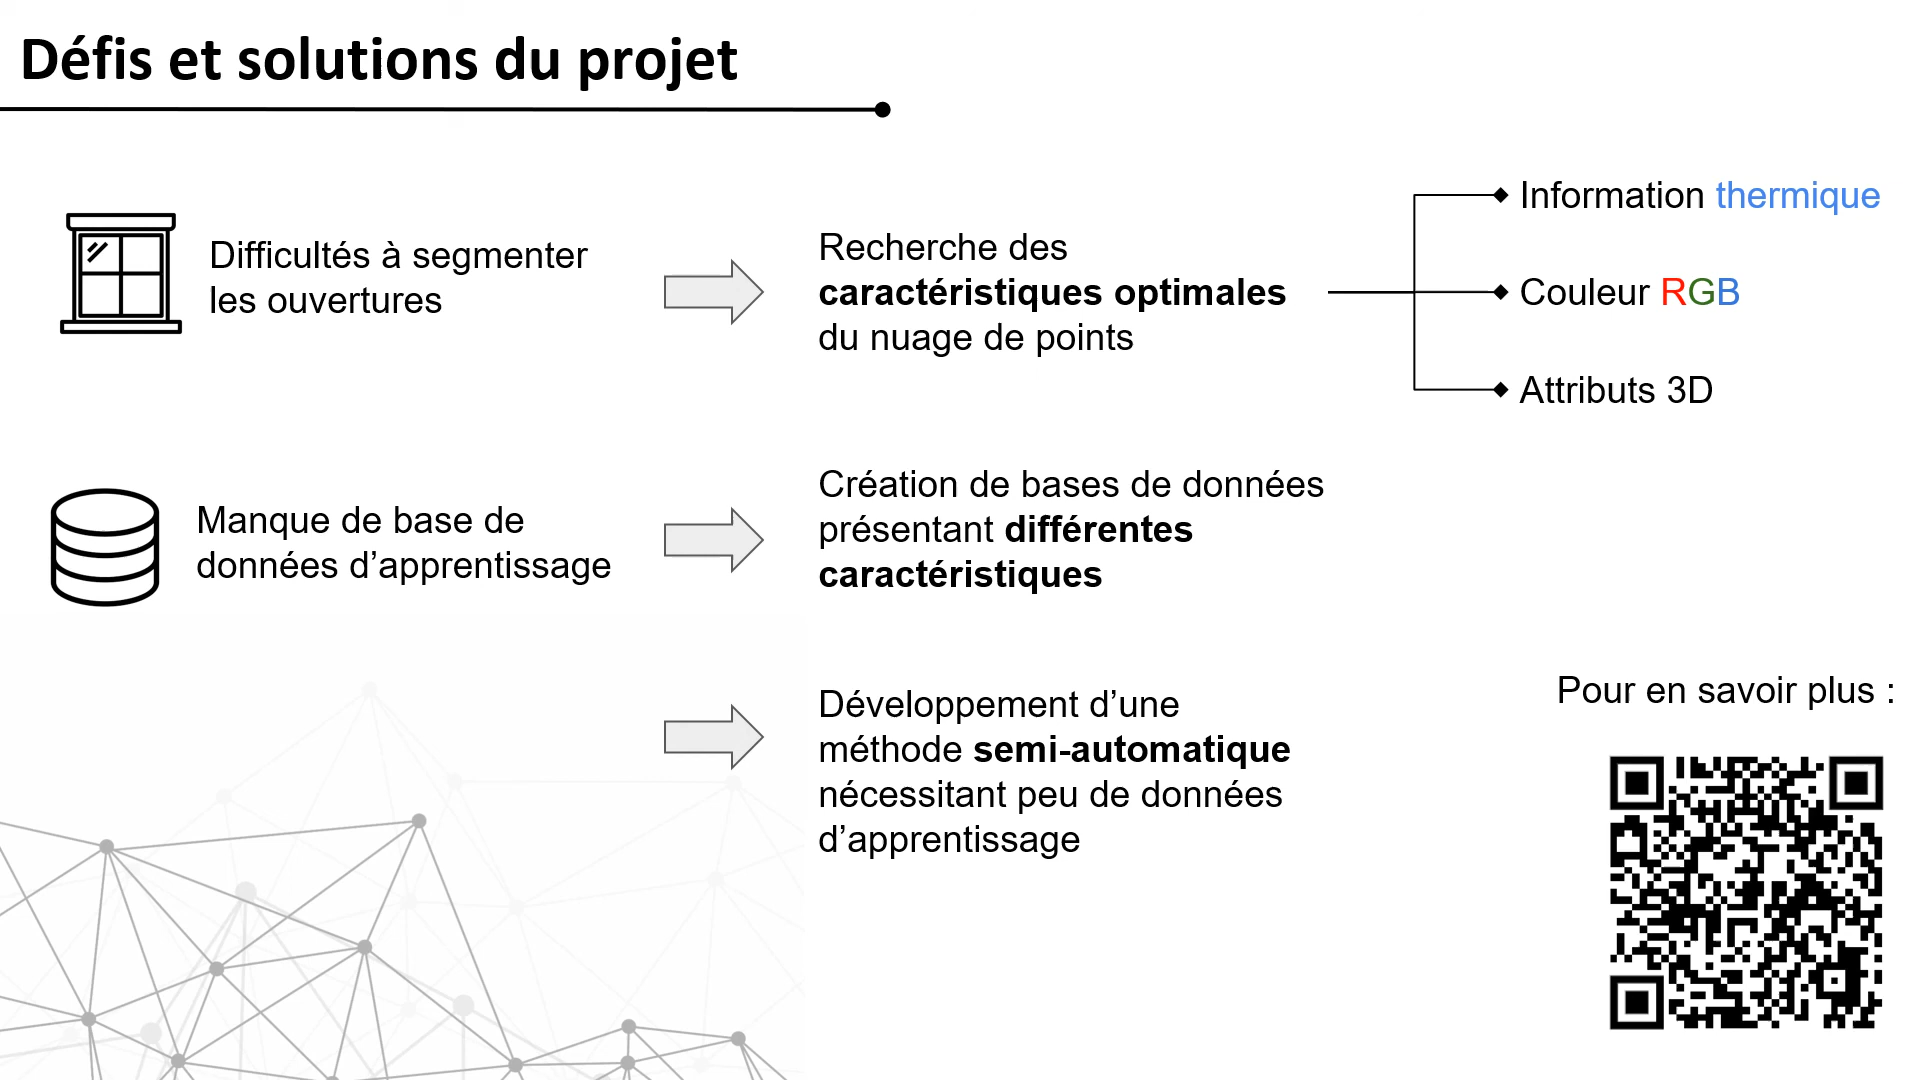 Défis et solutions du projet
Difficultés à segmenter
les ouvertures
Recherche des
caractéristiques optimales
du nuage de points
Information thermique
Couleur RGB
Attributs 3D
Manque de base de
données d’apprentissage
Création de bases de données
présentant différentes
caractéristiques
Développement d’une
méthode semi-automatique
nécessitant peu de données
d’apprentissage
Pour en savoir plus :